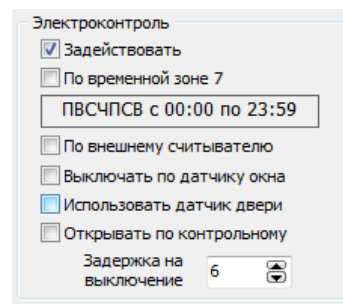 Электроконтроль
Задействовать
По временной зоне 7
ПВСЧПСВ с 00:00 по 23:59
По внешнему считывателю
Выключать по датчику окна
Использовать датчик двери
Открывать по контрольному
Задержка на
выключение 6